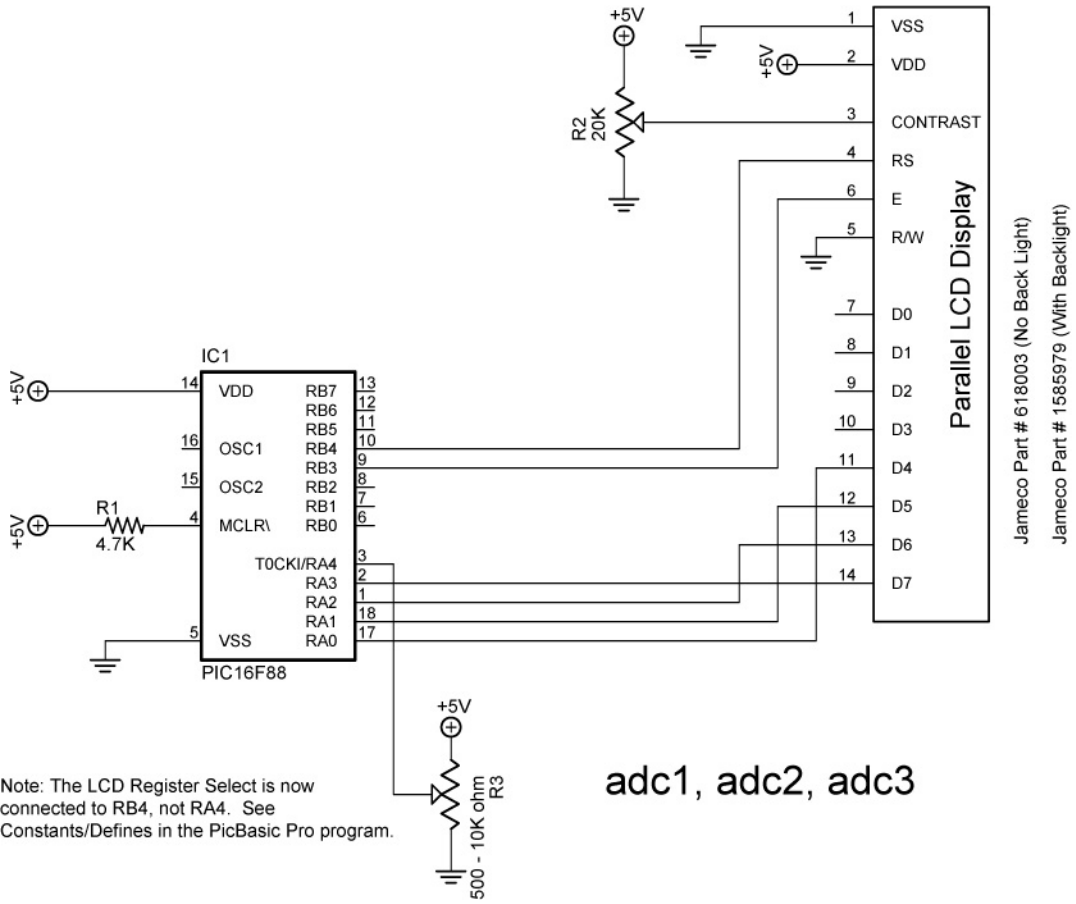 +5V
R2
20K
+5V
1 VSS
2 VDD
3 CONTRAST
4 RS
6 E
5 R/W
7 D0
8 D1
9 D2
10 D3
11 D4
12 D5
13 D6
14 D7
Parallel LCD Display
Jameco Part # 618003 (No Back Light)
Jameco Part # 1585979 (With Backlight)
IC1
+5V
14 VDD
16 OSC1
15 OSC2
+5V
R1
4.7K
4 MCLR\
5 VSS
RB7 13
RB6 12
RB5 11
RB4 10
RB3 9
RB2 8
RB1 7
RB0 6
T0CKI/RA4 3
RA3 2
RA2 1
RA1 18
RA0 17
PIC16F88
+5V
R3
500 - 10K ohm
Note: The LCD Register Select is now
connected to RB4, not RA4. See
Constants/Defines in the PicBasic Pro program.
adc1, adc2, adc3